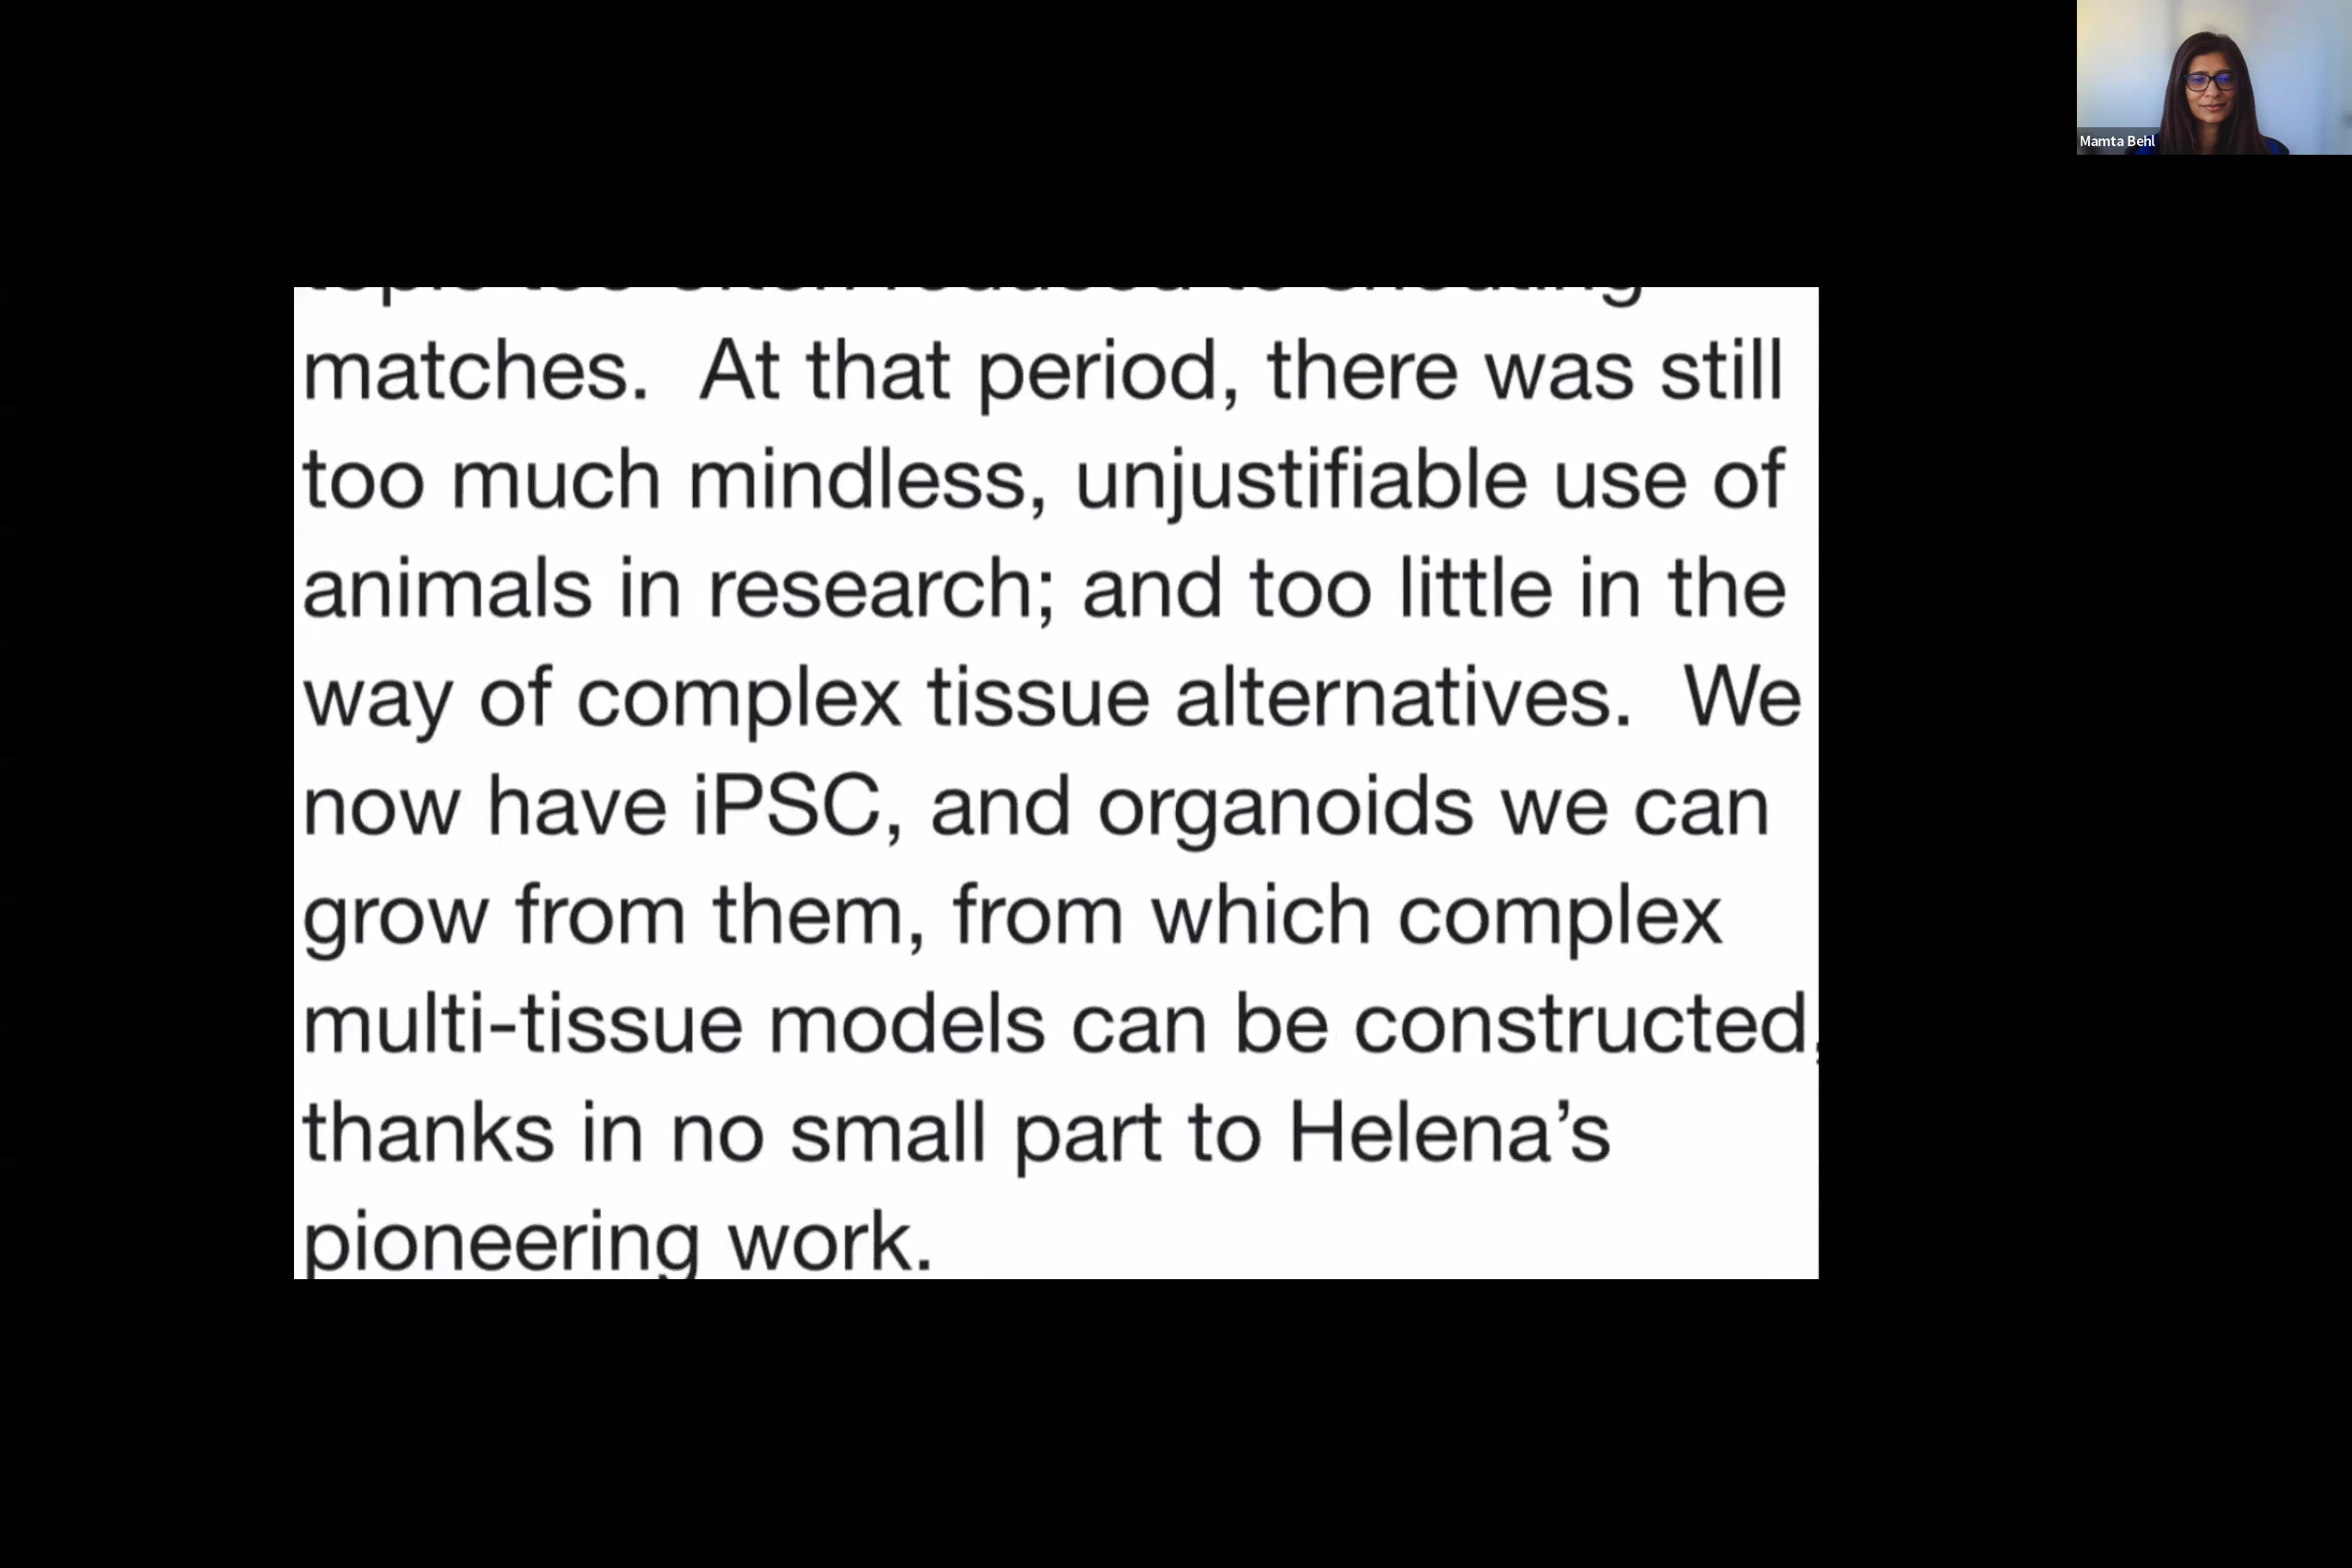 Mamta Behl
matches.  At that period, there was still
too much mindless, unjustifiable use of
animals in research; and too little in the
way of complex tissue alternatives.  We
now have iPSC, and organoids we can
grow from them, from which complex
multi-tissue models can be constructed,
thanks in no small part to Helena’s
pioneering work.